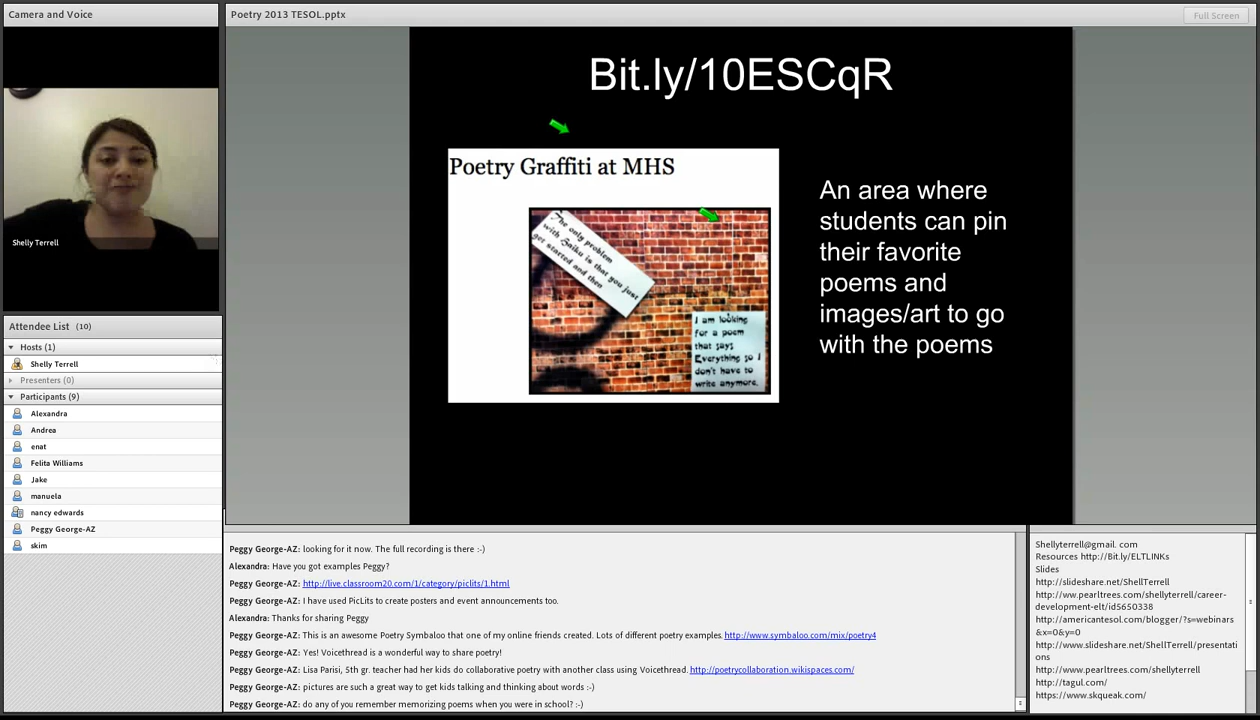 Camera and Voice
Shelly Terrell
Attendee List (10)
Hosts (1)
Shelly Terrell
Presenters (0)
Participants (9)
Alexandra
Andrea
enat
Felita Williams
Jake
manuela
nancy edwards
Peggy George-AZ
skim
Poetry 2013 TESOL.pptx
Full Screen
Bit.ly/10ESCqR
Poetry Graffiti at MHS
The only problem
with Haiku is that you just
get started and then
I am looking
for a poem
that says
Everything so I
don't have to
write anymore.
An area where
students can pin
their favorite
poems and
images/art to go
with the poems
Peggy George-AZ: looking for it now. The full recording is there :-)
Alexandra: Have you got examples Peggy?
Peggy George-AZ: http://live.classroom20.com/1/category/piclits/1.html
Peggy George-AZ: I have used PicLits to create posters and event announcements too.
Alexandra: Thanks for sharing Peggy
Peggy George-AZ: This is an awesome Poetry Symbaloo that one of my online friends created. Lots of different poetry examples. http://www.symbaloo.com/mix/poetry4
Peggy George-AZ: Yes! Voicethread is a wonderful way to share poetry!
Peggy George-AZ: Lisa Parisi, 5th gr. teacher had her kids do collaborative poetry with another class using Voicethread. http://poetrycollaboration.wikispaces.com/
Peggy George-AZ: pictures are such a great way to get kids talking and thinking about words :-)
Peggy George-AZ: do any of you remember memorizing poems when you were in school? :-)
Shellyterrell@gmail. com
Resources http://Bit.ly/ELTLINKs
Slides
http://slideshare.net/ShellTerrell
http://ww.pearltrees.com/shellyterrell/career-
development-elt/id5650338
http://americantesol.com/blogger/?s=webinars
&x=0&y=0
http://www.slideshare.net/ShellTerrell/presentati
ons
http://www.pearltrees.com/shellyterrell
http://tagul.com/
https://www.skqueak.com/